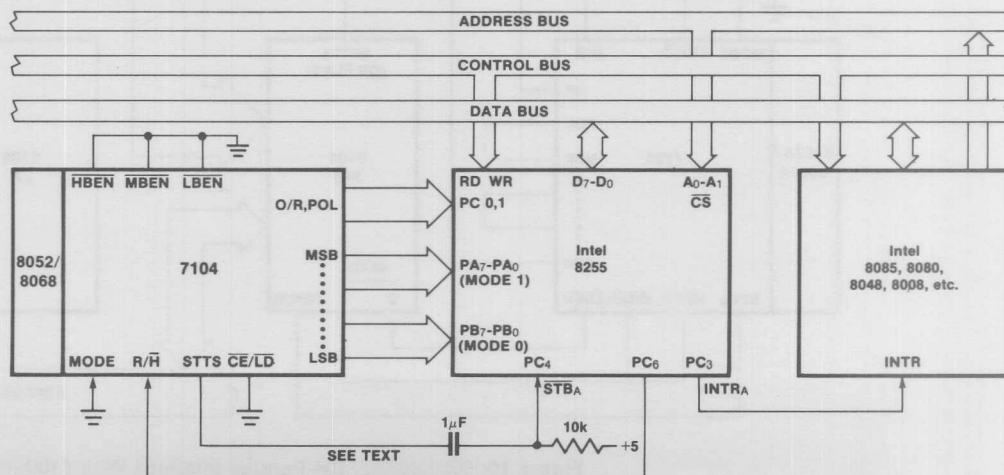 ADDRESS BUS
CONTROL BUS
DATA BUS
HBEN MBEN LBEN
RD WR D7-D0 A0-A1
CS
O/R,POL PC 0,1
8052/
8068
7104
MSB
LSB
PA7-PA0
(MODE 1)
PB7-PB0
(MODE 0)
Intel
8255
Intel
8085, 8080,
8048, 8008, etc.
MODE R/H STTS CE/LD
PC4 PC6 PC3
INTR
STBA
INTRA
1μF
10k
+5
SEE TEXT